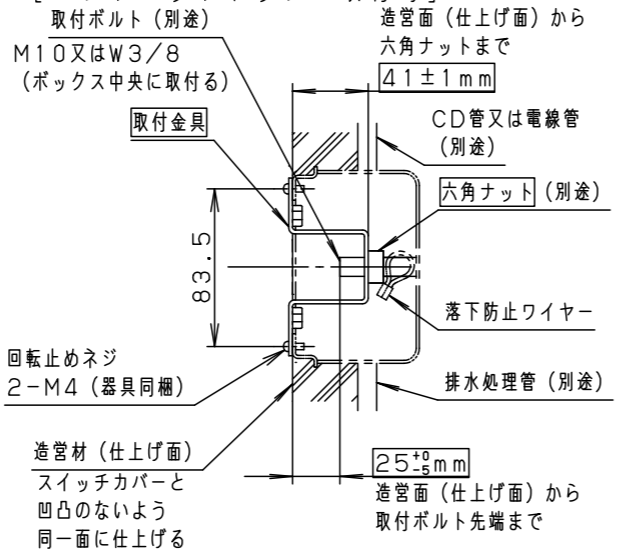 取付ボルト（別途）
M10又はW3/8
（ボックス中央に取付る）
造営面（仕上げ面）から
六角ナットまで
41±1mm
取付金具
CD管又は電線管
（別途）
六角ナット（別途）
83.5
落下防止ワイヤー
回転止めネジ
2-M4（器具同梱）
排水処理管（別途）
造営材（仕上げ面）
スイッチカバーと
凹凸のないよう
同一面に仕上げる
25+0-5mm
造営面（仕上げ面）から
取付ボルト先端まで